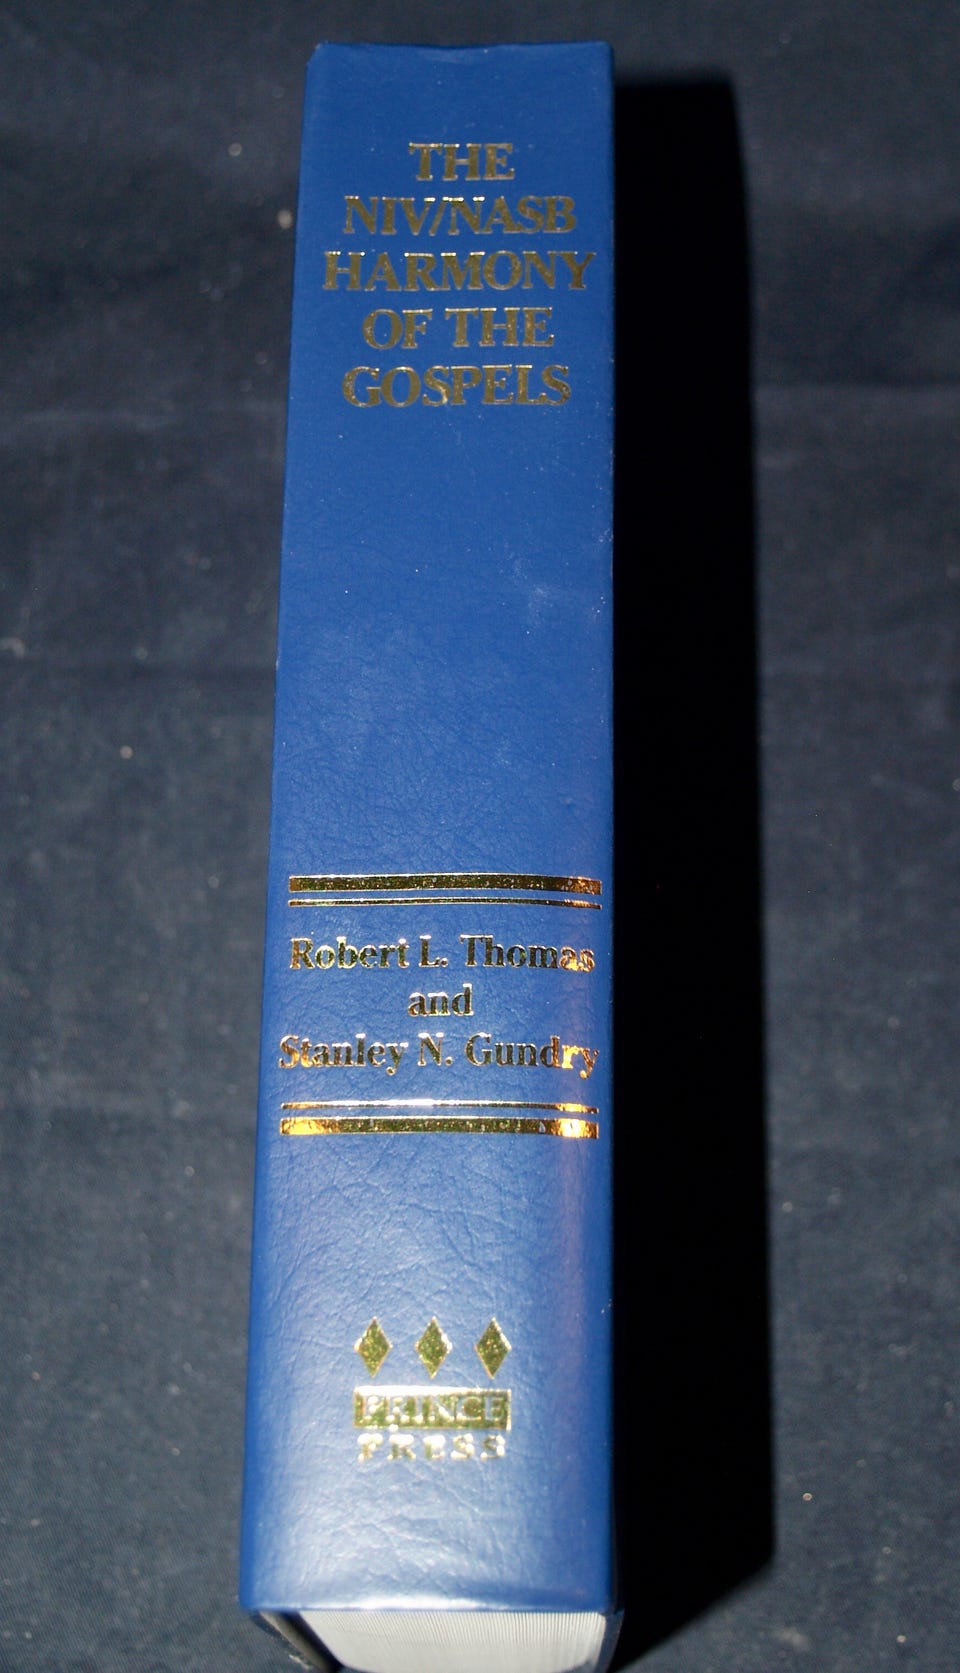 THE
NIV/NASB
HARMONY
OF THE
GOSPELS
Robert L. Thomas
and
Stanley N. Gundry
PRINCE
PRESS